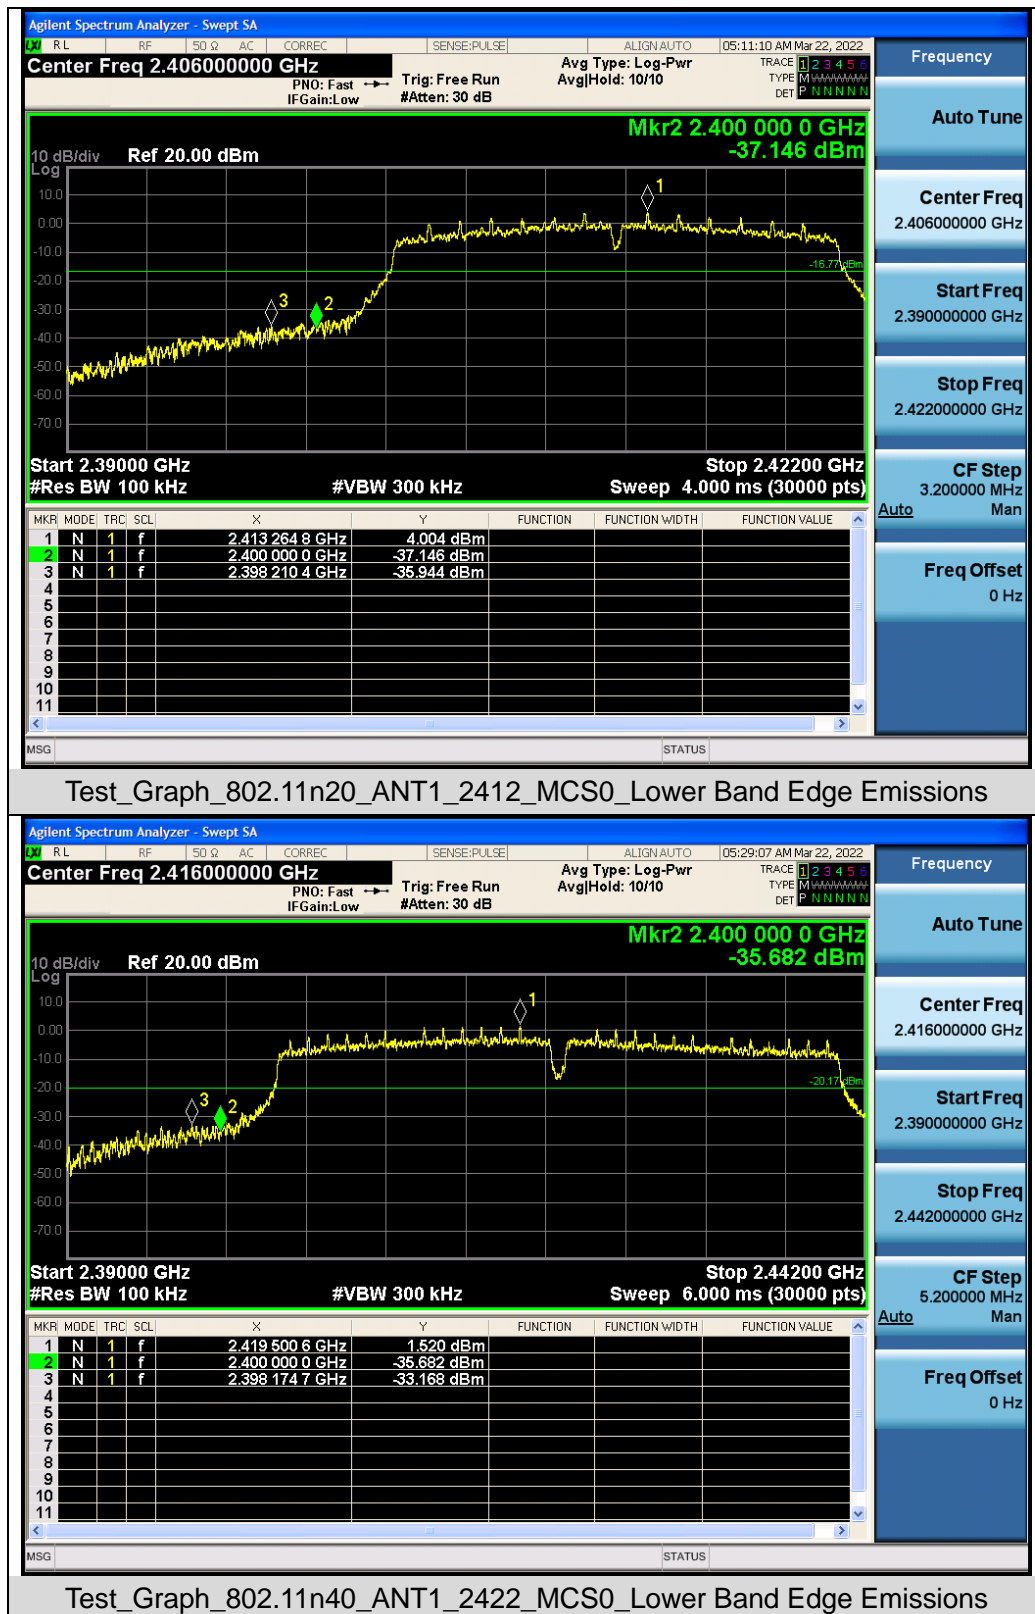 Agilent Spectrum Analyzer - Swept SA
LXI RL RF 50 Ω AC CORREC SENSE:PULSE ALIGN AUTO 05:11:10 AM Mar 22, 2022
Center Freq 2.406000000 GHz
PNO: Fast
IFGain:Low
Trig: Free Run
#Atten: 30 dB
Avg Type: Log-Pwr
Avg|Hold: 10/10
TRACE 1 2 3 4 5 6
TYPE M WWWWW
DET P N N N N N
Frequency
Auto Tune
Center Freq
2.406000000 GHz
Start Freq
2.390000000 GHz
Stop Freq
2.422000000 GHz
CF Step
3.200000 MHz
Auto Man
Freq Offset
0 Hz
Mkr2 2.400 000 0 GHz
-37.146 dBm
10 dB/div Ref 20.00 dBm
Log
10.0
0.00
-10.0
-20.0
-30.0
-40.0
-50.0
-60.0
-70.0
1
2
3
-16.77 dBm
Start 2.39000 GHz Stop 2.42200 GHz
#Res BW 100 kHz #VBW 300 kHz Sweep 4.000 ms (30000 pts)
MKR MODE TRC SCL X Y FUNCTION FUNCTION WIDTH FUNCTION VALUE
1 N 1 f 2.413 264 8 GHz 4.004 dBm
2 N 1 f 2.400 000 0 GHz -37.146 dBm
3 N 1 f 2.398 210 4 GHz -35.944 dBm
4
5
6
7
8
9
10
11
MSG STATUS
Test_Graph_802.11n20_ANT1_2412_MCS0_Lower Band Edge Emissions
Agilent Spectrum Analyzer - Swept SA
LXI RL RF 50 Ω AC CORREC SENSE:PULSE ALIGN AUTO 05:29:07 AM Mar 22, 2022
Center Freq 2.416000000 GHz
PNO: Fast
IFGain:Low
Trig: Free Run
#Atten: 30 dB
Avg Type: Log-Pwr
Avg|Hold: 10/10
TRACE 1 2 3 4 5 6
TYPE M WWWWW
DET P N N N N N
Frequency
Auto Tune
Center Freq
2.416000000 GHz
Start Freq
2.390000000 GHz
Stop Freq
2.442000000 GHz
CF Step
5.200000 MHz
Auto Man
Freq Offset
0 Hz
Mkr2 2.400 000 0 GHz
-35.682 dBm
10 dB/div Ref 20.00 dBm
Log
10.0
0.00
-10.0
-20.0
-30.0
-40.0
-50.0
-60.0
-70.0
1
3
2
-20.17 dBm
Start 2.39000 GHz Stop 2.44200 GHz
#Res BW 100 kHz #VBW 300 kHz Sweep 6.000 ms (30000 pts)
MKR MODE TRC SCL X Y FUNCTION FUNCTION WIDTH FUNCTION VALUE
1 N 1 f 2.419 500 6 GHz 1.520 dBm
2 N 1 f 2.400 000 0 GHz -35.682 dBm
3 N 1 f 2.398 174 7 GHz -33.168 dBm
4
5
6
7
8
9
10
11
MSG STATUS
Test_Graph_802.11n40_ANT1_2422_MCS0_Lower Band Edge Emissions